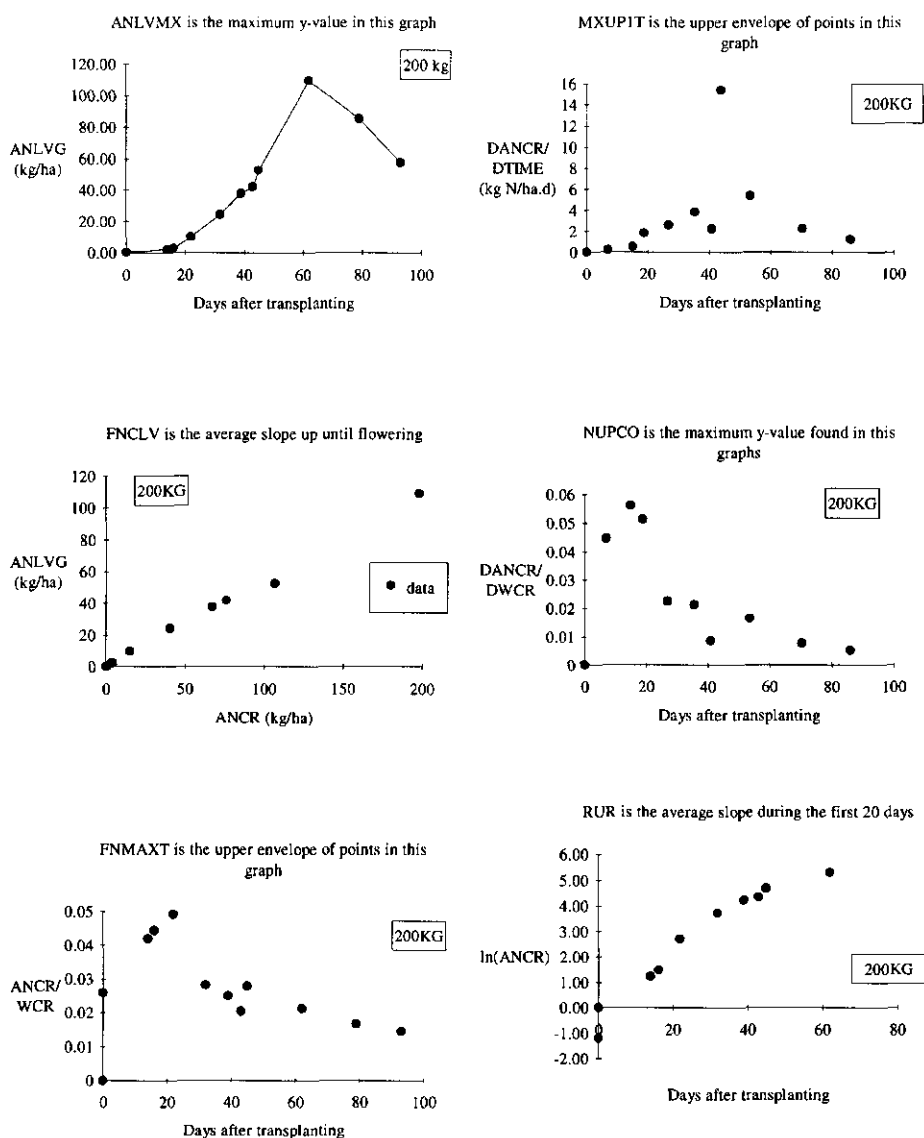 ANLVMX is the maximum y-value in this graph
200 kg
120.00
100.00
80.00
60.00
40.00
20.00
0.00
ANLVG
(kg/ha)
0 20 40 60 80 100
Days after transplanting
MXUP1T is the upper envelope of points in this
graph
200KG
16
14
12
10
8
6
4
2
0
DANCR/
DTIME
(kg N/ha.d)
0 20 40 60 80 100
Days after transplanting
FNCLV is the average slope up until flowering
200KG
120
100
80
60
40
20
0
ANLVG
(kg/ha)
data
0 50 100 150 200
ANCR (kg/ha)
NUPCO is the maximum y-value found in this
graphs
200KG
0.06
0.05
0.04
0.03
0.02
0.01
0
DANCR/
DWCR
0 20 40 60 80 100
Days after transplanting
FNMAXT is the upper envelope of points in this
graph
200KG
0.05
0.04
0.03
0.02
0.01
0
ANCR/
WCR
0 20 40 60 80 100
Days after transplanting
RUR is the average slope during the first 20 days
6.00
5.00
4.00
3.00
2.00
1.00
0.00
-1.00
-2.00
ln(ANCR)
200KG
0 20 40 60 80
Days after transplanting